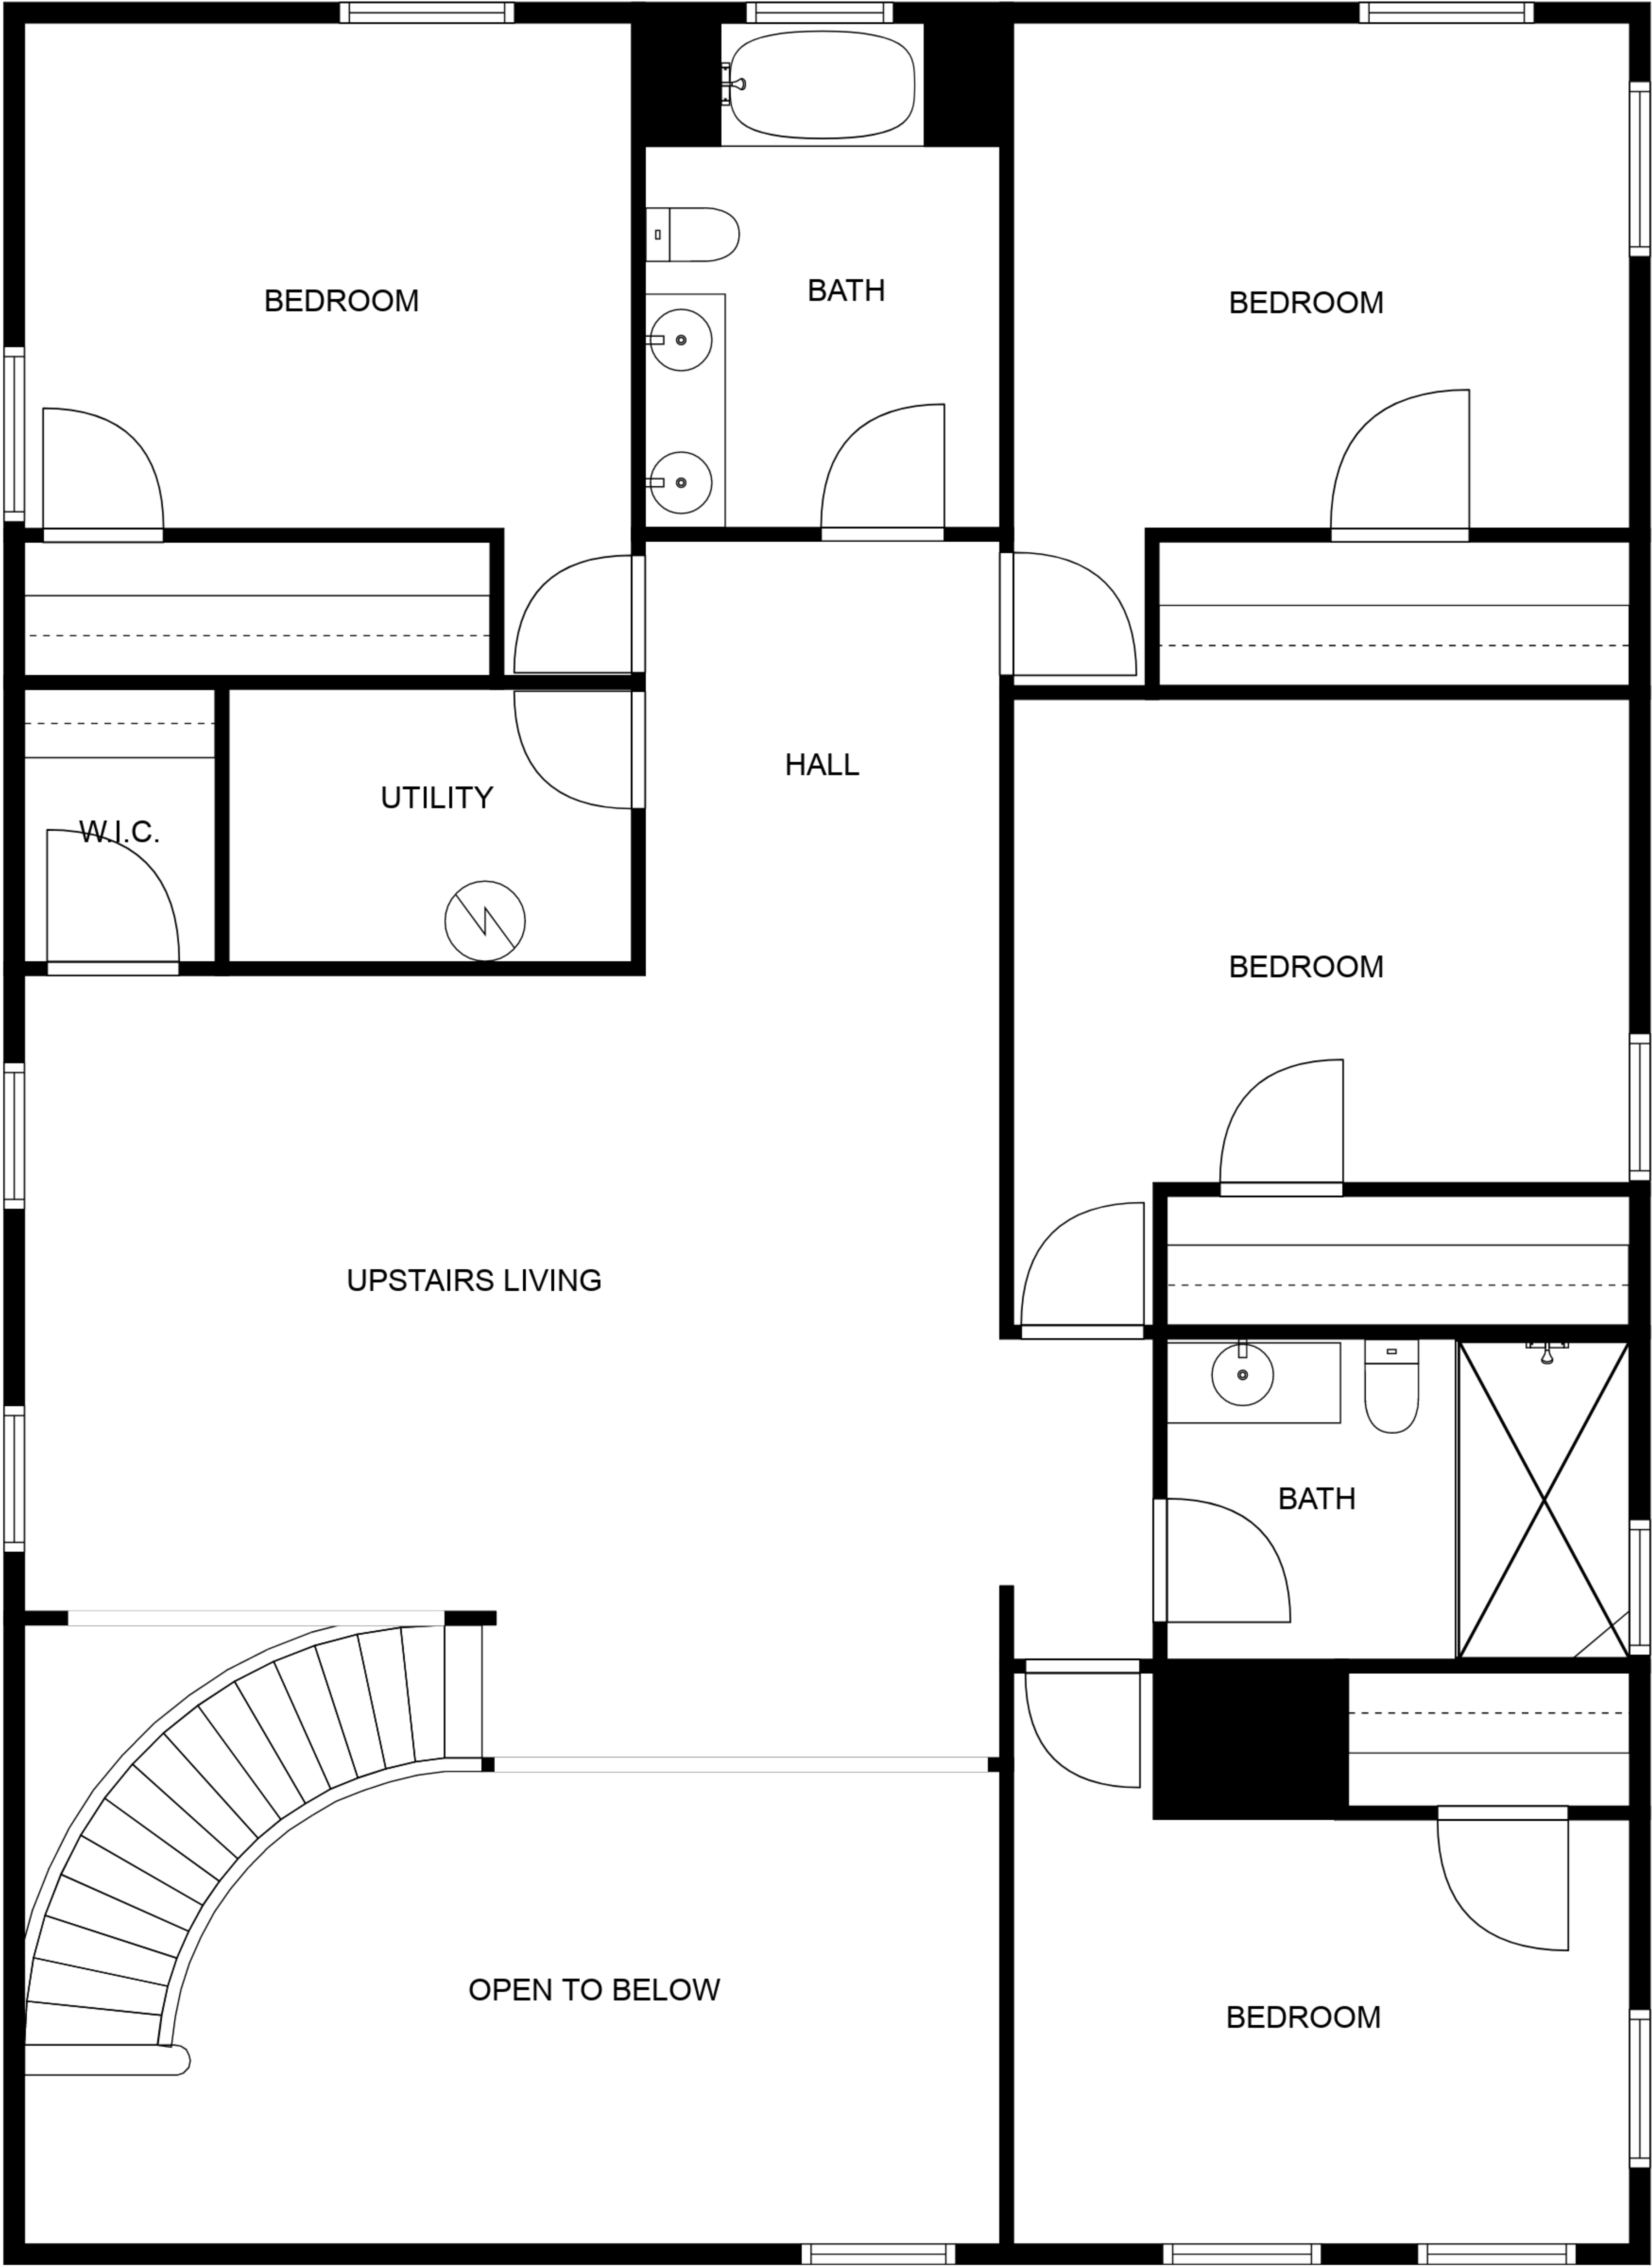 BEDROOM
BATH
BEDROOM
HALL
UTILITY
W.I.C.
BEDROOM
UPSTAIRS LIVING
BATH
OPEN TO BELOW
BEDROOM